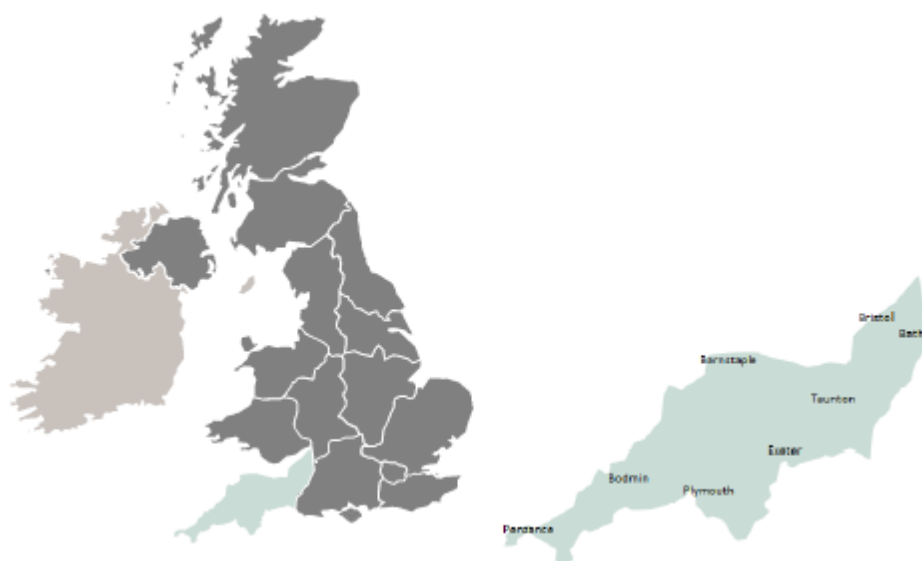 Bristol
Bath
Barnstaple
Taunton
Exeter
Bodmin
Plymouth
Penzance